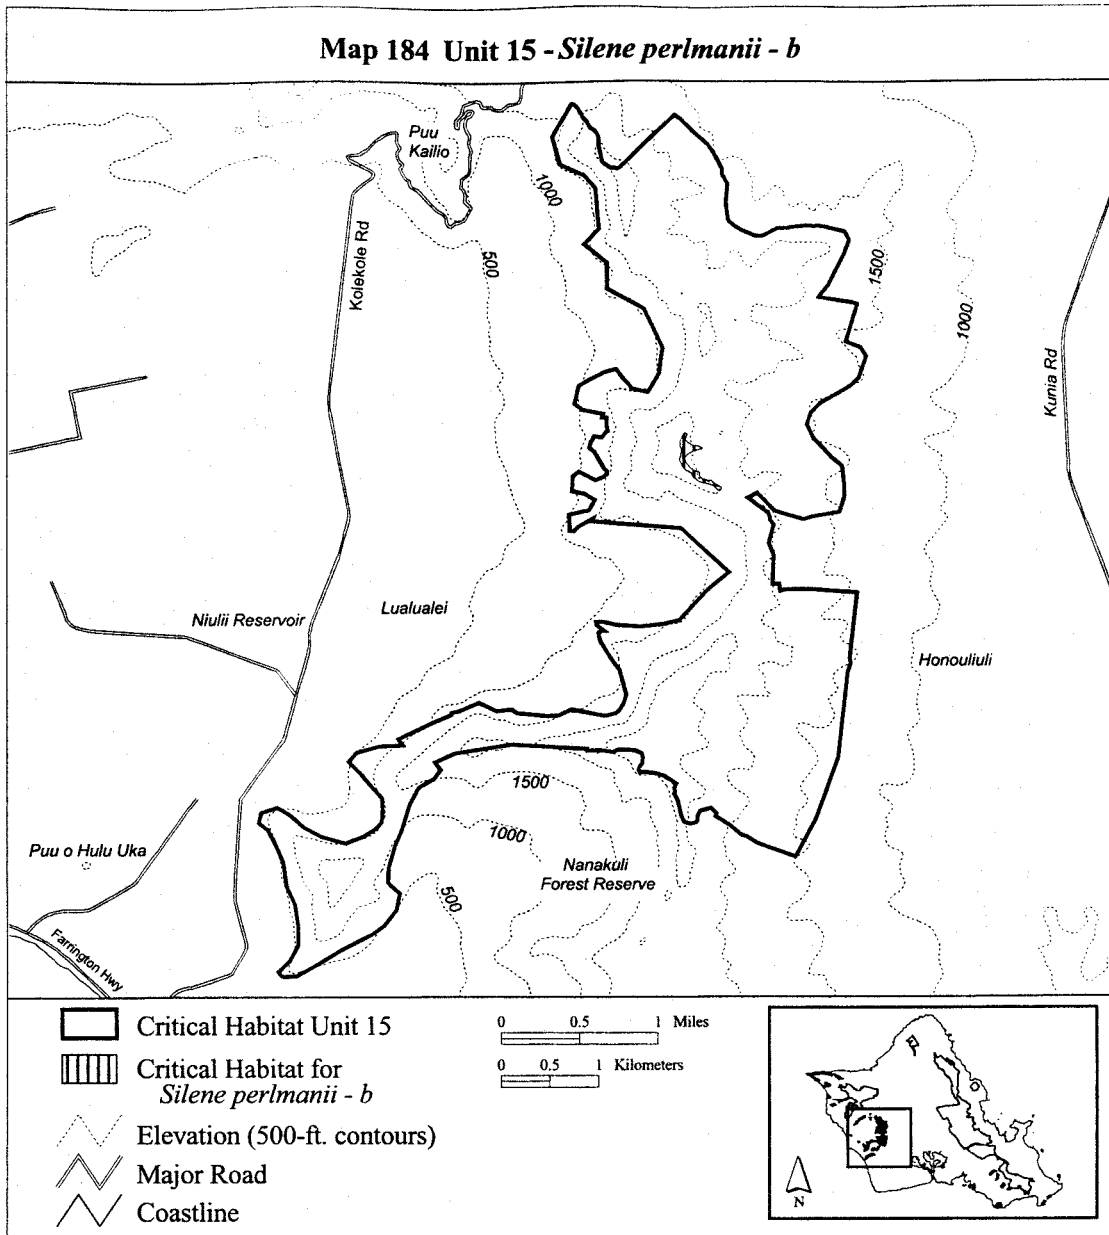 Map 184 Unit 15 - Silene perlmanii - b
Puu
Kailio
1000
Kolekole Rd
500
1500
1000
Kunia Rd
Niulii Reservoir
Lualualei
Honouliuli
1500
1000
Puu o Hulu Uka
Nanakuli
Forest Reserve
500
Farrington Hwy
Critical Habitat Unit 15
Critical Habitat for
Silene perlmanii - b
Elevation (500-ft. contours)
Major Road
Coastline
0 0.5 1 Miles
0 0.5 1 Kilometers
N